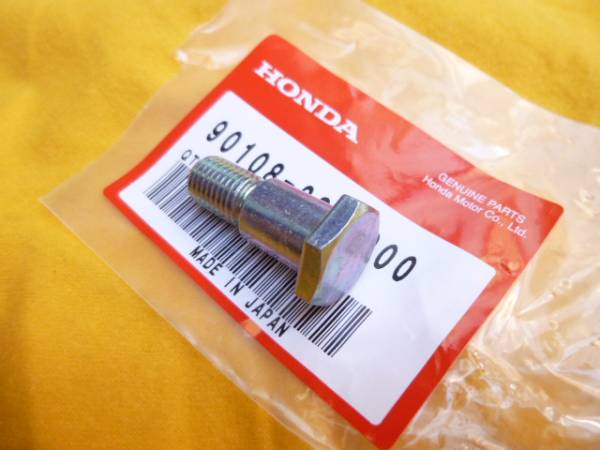 HONDA
GENUINE PARTS
Honda Motor Co., Ltd.
90108
00
MADE IN JAPAN